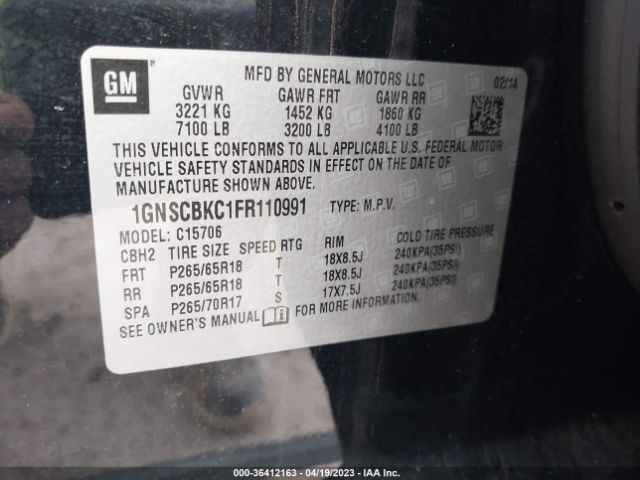 GM
MFD BY GENERAL MOTORS LLC 02/14
GVWR GAWR FRT GAWR RR
3221 KG 1452 KG 1860 KG
7100 LB 3200 LB 4100 LB
THIS VEHICLE CONFORMS TO ALL APPLICABLE U.S. FEDERAL MOTOR
VEHICLE SAFETY STANDARDS IN EFFECT ON THE DATE OF
MANUFACTURE SHOWN ABOVE.
1GNSCBKC1FR110991 TYPE: M.P.V.
MODEL: C15706
CBH2 TIRE SIZE SPEED RTG RIM COLD TIRE PRESSURE
FRT P265/65R18 T 18X8.5J 240KPA(35PSI)
RR P265/65R18 T 18X8.5J 240KPA(35PSI)
SPA P265/70R17 S 17X7.5J 240KPA(35PSI)
SEE OWNER'S MANUAL FOR MORE INFORMATION.
000-36412163 - 04/19/2023 - IAA Inc.